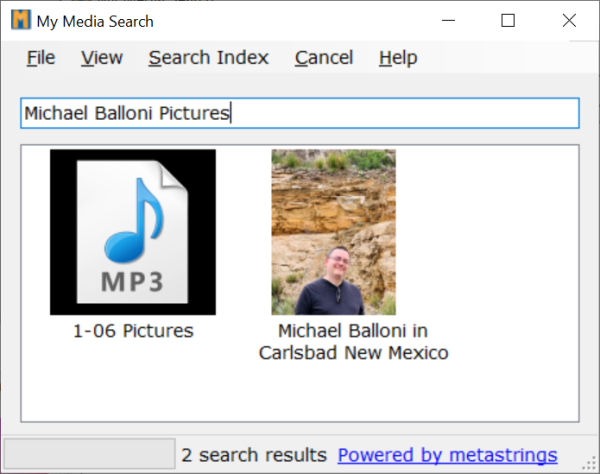 My Media Search
File View Search Index Cancel Help
Michael Balloni Pictures
MP3
1-06 Pictures
Michael Balloni in
Carlsbad New Mexico
2 search results Powered by metastrings